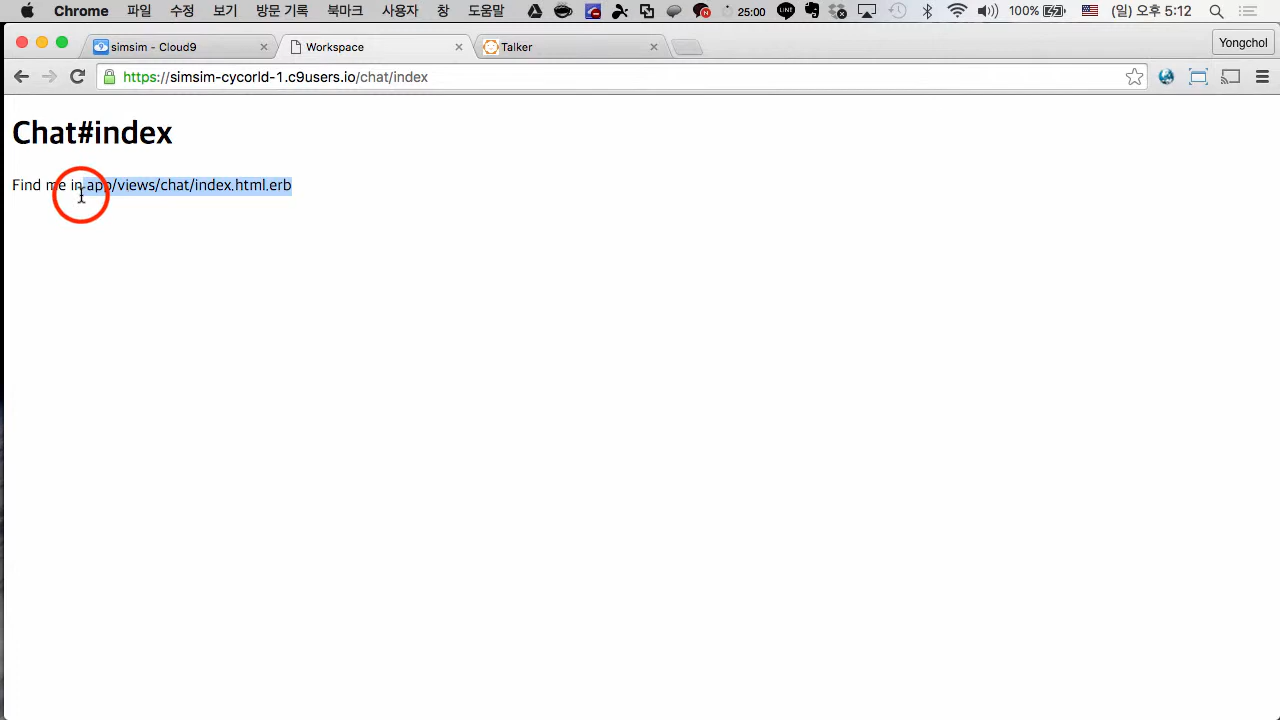 Chrome 파일 수정 보기 방문 기록 북마크 사용자 창 도움말 25:00 LINE 100% (일) 오후 5:12
simsim - Cloud9 Workspace Talker Yongchol
https://simsim-cycorld-1.c9users.io/chat/index
Chat#index
Find me in app/views/chat/index.html.erb